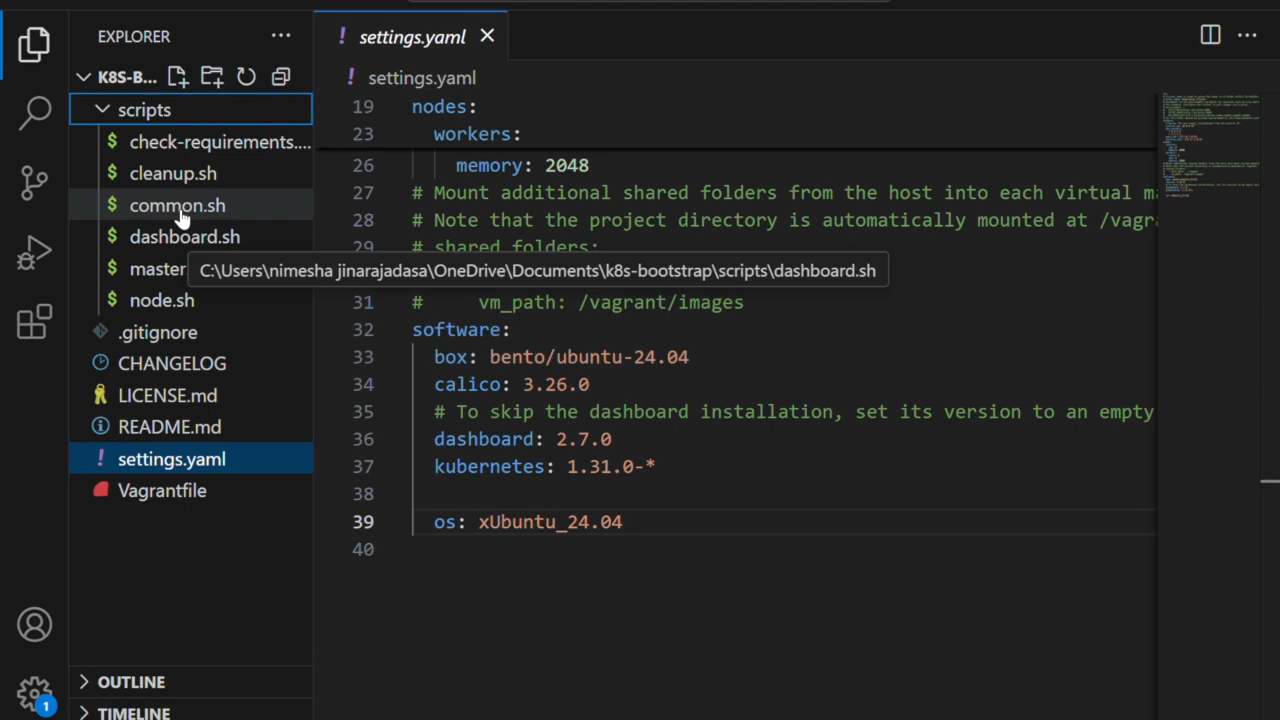 EXPLORER
K8S-B...
scripts
check-requirements....
cleanup.sh
common.sh
dashboard.sh
master
node.sh
.gitignore
CHANGELOG
LICENSE.md
README.md
settings.yaml
Vagrantfile
OUTLINE
TIMELINE
1
settings.yaml
settings.yaml
19 nodes:
23 workers:
26 memory: 2048
27 # Mount additional shared folders from the host into each virtual ma
28 # Note that the project directory is automatically mounted at /vagra
29 # shared_folders:
C:\Users\nimesha jinarajadasa\OneDrive\Documents\k8s-bootstrap\scripts\dashboard.sh
31 # vm_path: /vagrant/images
32 software:
33 box: bento/ubuntu-24.04
34 calico: 3.26.0
35 # To skip the dashboard installation, set its version to an empty
36 dashboard: 2.7.0
37 kubernetes: 1.31.0-*
38
39 os: xUbuntu_24.04
40